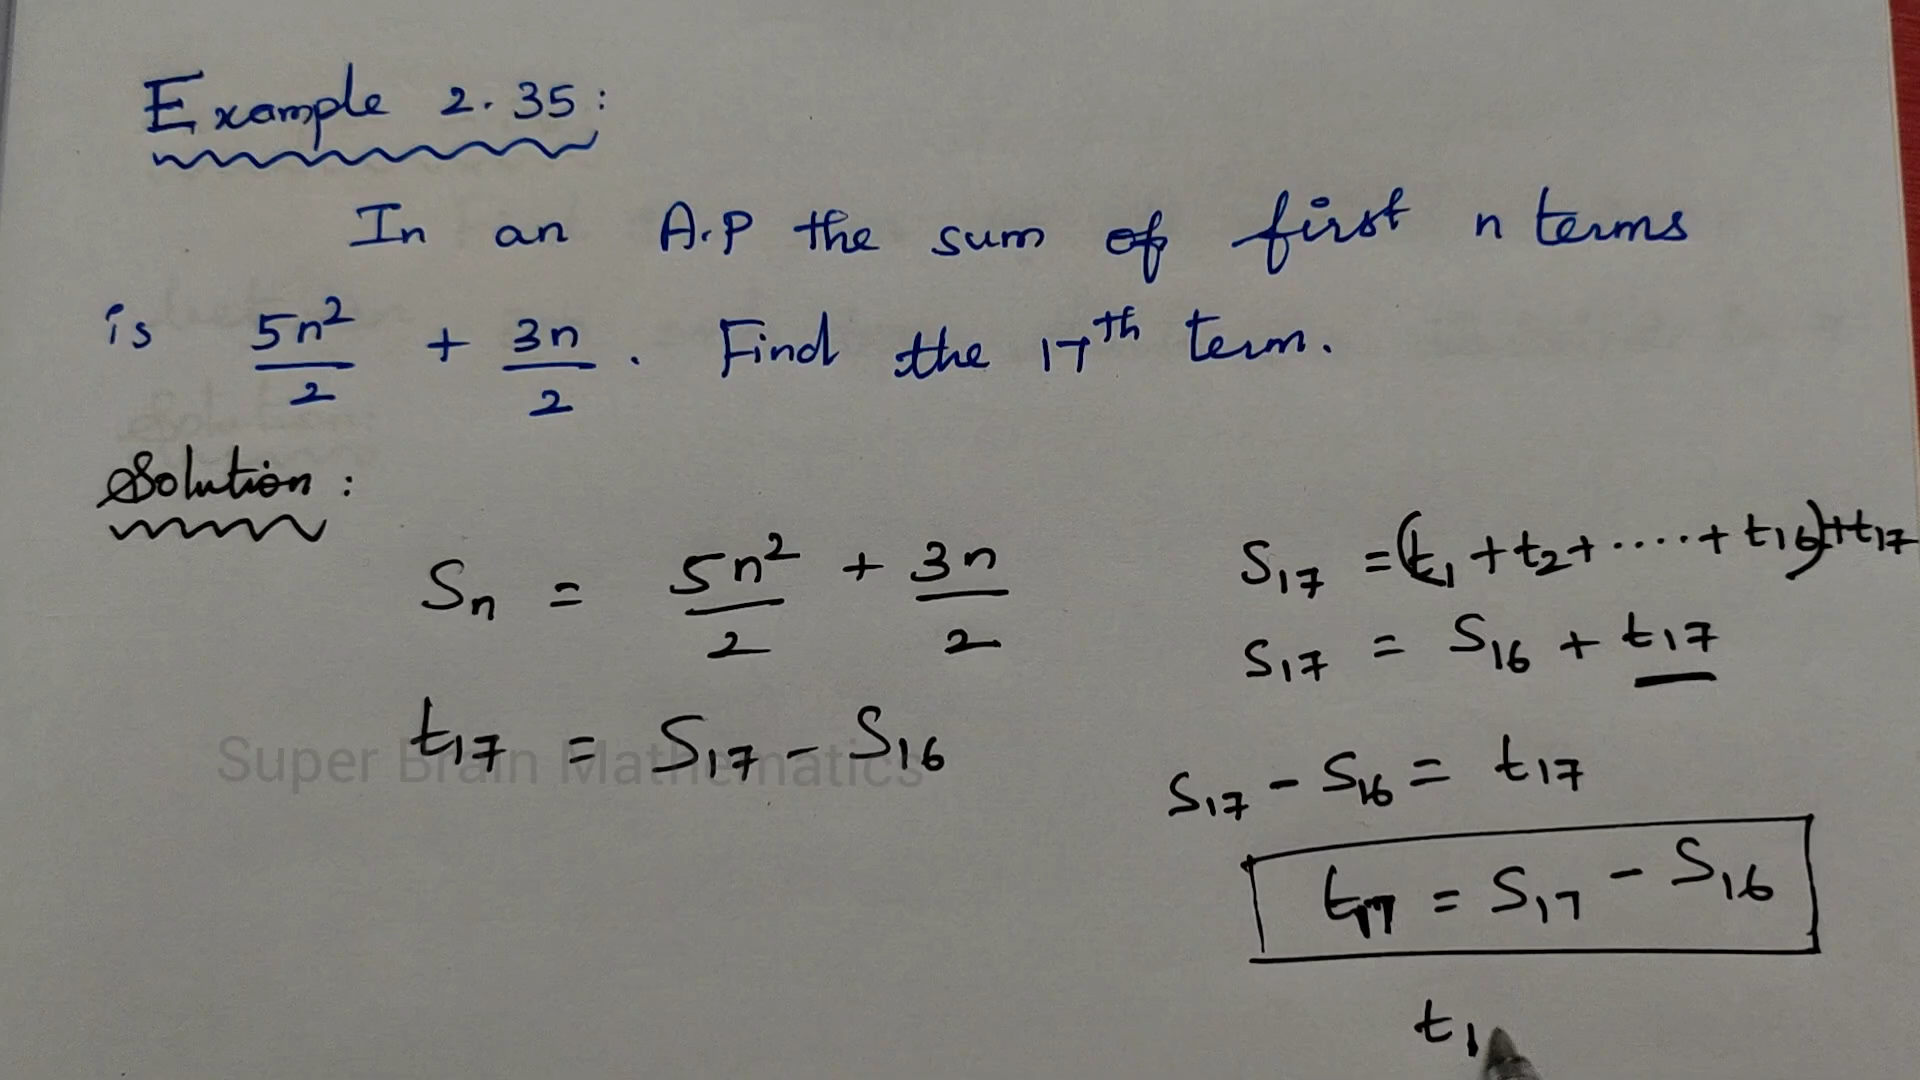 Example 2.35:
In an A.P the sum of first n terms
is 5n²/2 + 3n/2. Find the 17th term.
Solution:
Sn = 5n²/2 + 3n/2
t17 = S17 - S16
Super Brain Mathematics
S17 = (t1 + t2 + ..... + t16) + t17
S17 = S16 + t17
S17 - S16 = t17
t17 = S17 - S16
t1